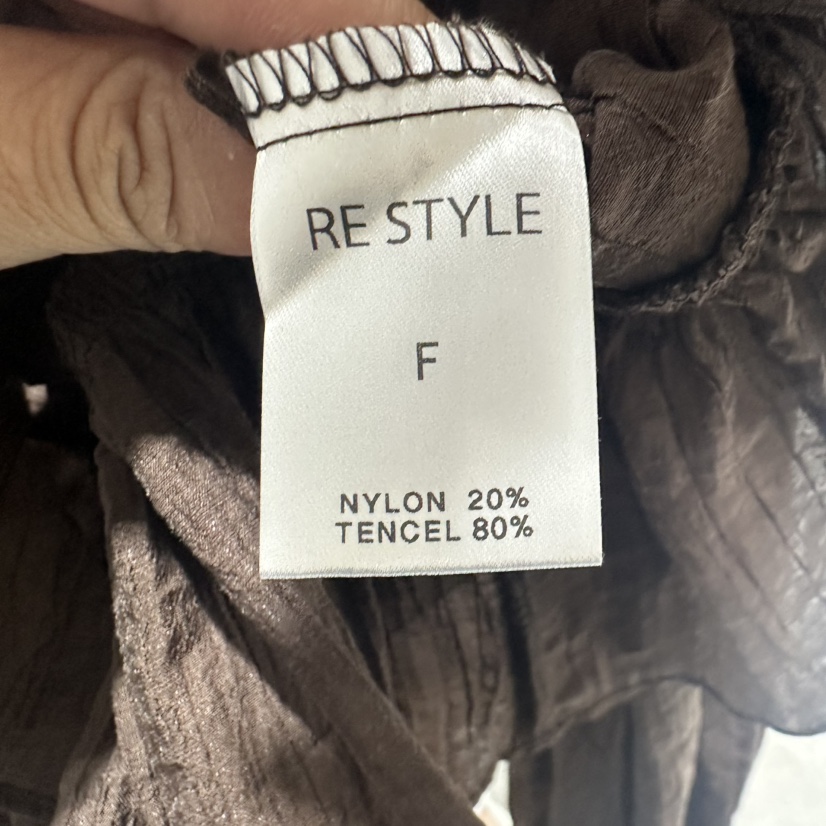 RE STYLE
F
NYLON 20%
TENCEL 80%